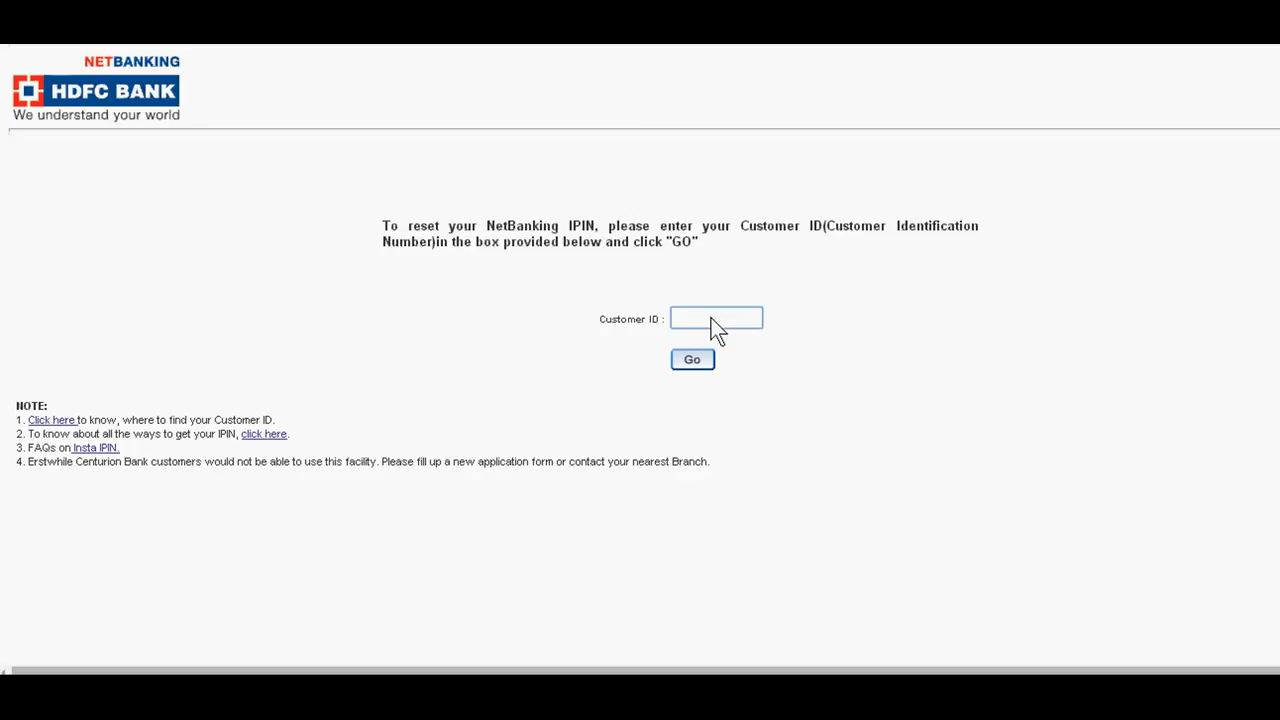 NETBANKING
HDFC BANK
We understand your world
To reset your NetBanking IPIN, please enter your Customer ID(Customer Identification
Number)in the box provided below and click "GO"
Customer ID :
Go
NOTE:
1. Click here to know, where to find your Customer ID.
2. To know about all the ways to get your IPIN, click here.
3. FAQs on Insta IPIN.
4. Erstwhile Centurion Bank customers would not be able to use this facility. Please fill up a new application form or contact your nearest Branch.